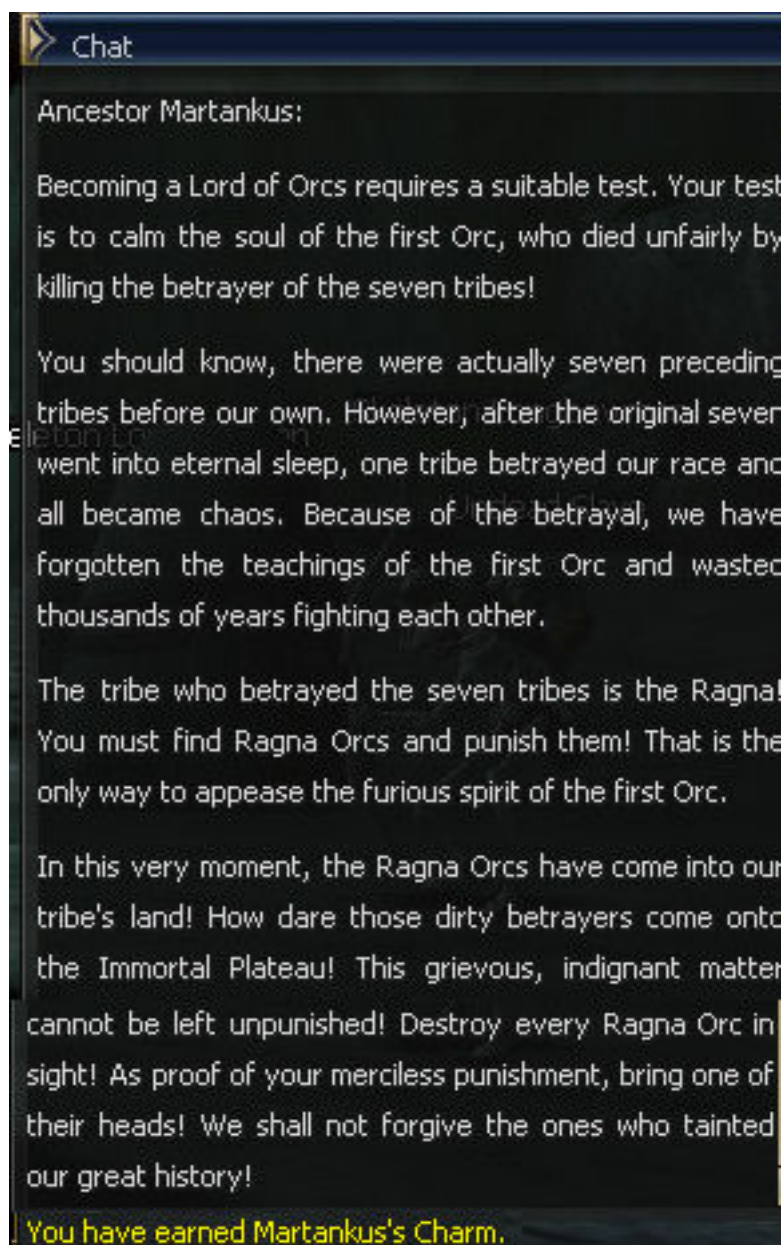 Chat
Ancestor Martankus:
Becoming a Lord of Orcs requires a suitable test. Your test
is to calm the soul of the first Orc, who died unfairly by
killing the betrayer of the seven tribes!
You should know, there were actually seven preceding
tribes before our own. However, after the original seven
went into eternal sleep, one tribe betrayed our race and
all became chaos. Because of the betrayal, we have
forgotten the teachings of the first Orc and wasted
thousands of years fighting each other.
The tribe who betrayed the seven tribes is the Ragna!
You must find Ragna Orcs and punish them! That is the
only way to appease the furious spirit of the first Orc.
In this very moment, the Ragna Orcs have come into our
tribe's land! How dare those dirty betrayers come onto
the Immortal Plateau! This grievous, indignant matter
cannot be left unpunished! Destroy every Ragna Orc in
sight! As proof of your merciless punishment, bring one of
their heads! We shall not forgive the ones who tainted
our great history!
You have earned Martankus's Charm.